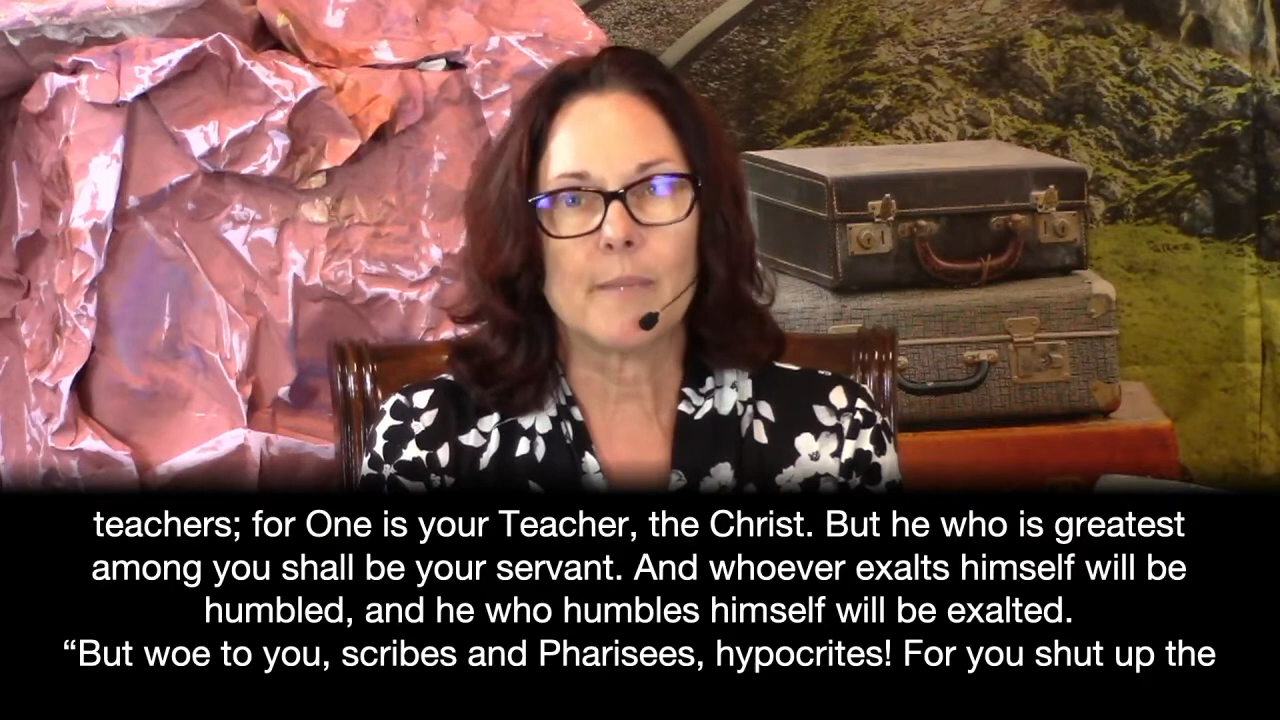 teachers; for One is your Teacher, the Christ. But he who is greatest
among you shall be your servant. And whoever exalts himself will be
humbled, and he who humbles himself will be exalted.
“But woe to you, scribes and Pharisees, hypocrites! For you shut up the